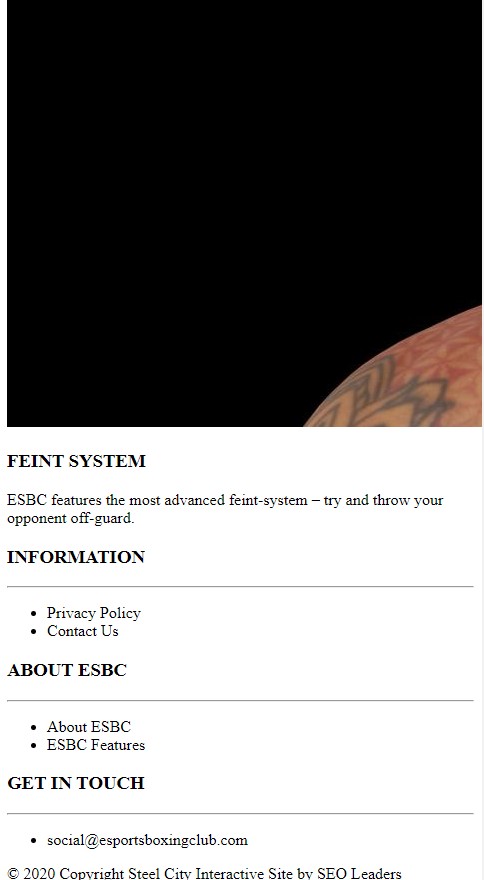 FEINT SYSTEM
ESBC features the most advanced feint-system – try and throw your
opponent off-guard.
INFORMATION
Privacy Policy
Contact Us
ABOUT ESBC
About ESBC
ESBC Features
GET IN TOUCH
social@esportsboxingclub.com
© 2020 Copyright Steel City Interactive Site by SEO Leaders